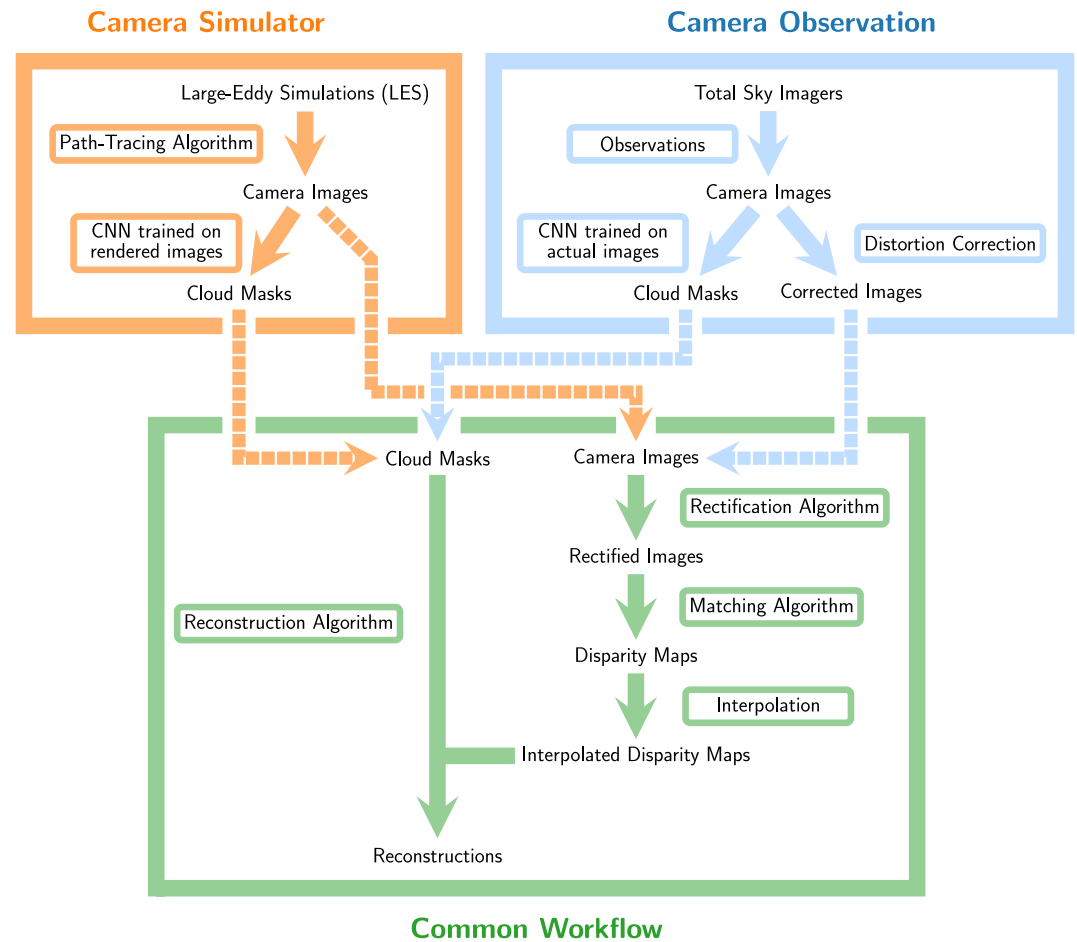 Camera Simulator
Large-Eddy Simulations (LES)
Path-Tracing Algorithm
Camera Images
CNN trained on
rendered images
Cloud Masks
Camera Observation
Total Sky Imagers
Observations
Camera Images
CNN trained on
actual images
Distortion Correction
Cloud Masks
Corrected Images
Cloud Masks
Camera Images
Rectification Algorithm
Rectified Images
Reconstruction Algorithm
Matching Algorithm
Disparity Maps
Interpolation
Interpolated Disparity Maps
Reconstructions
Common Workflow